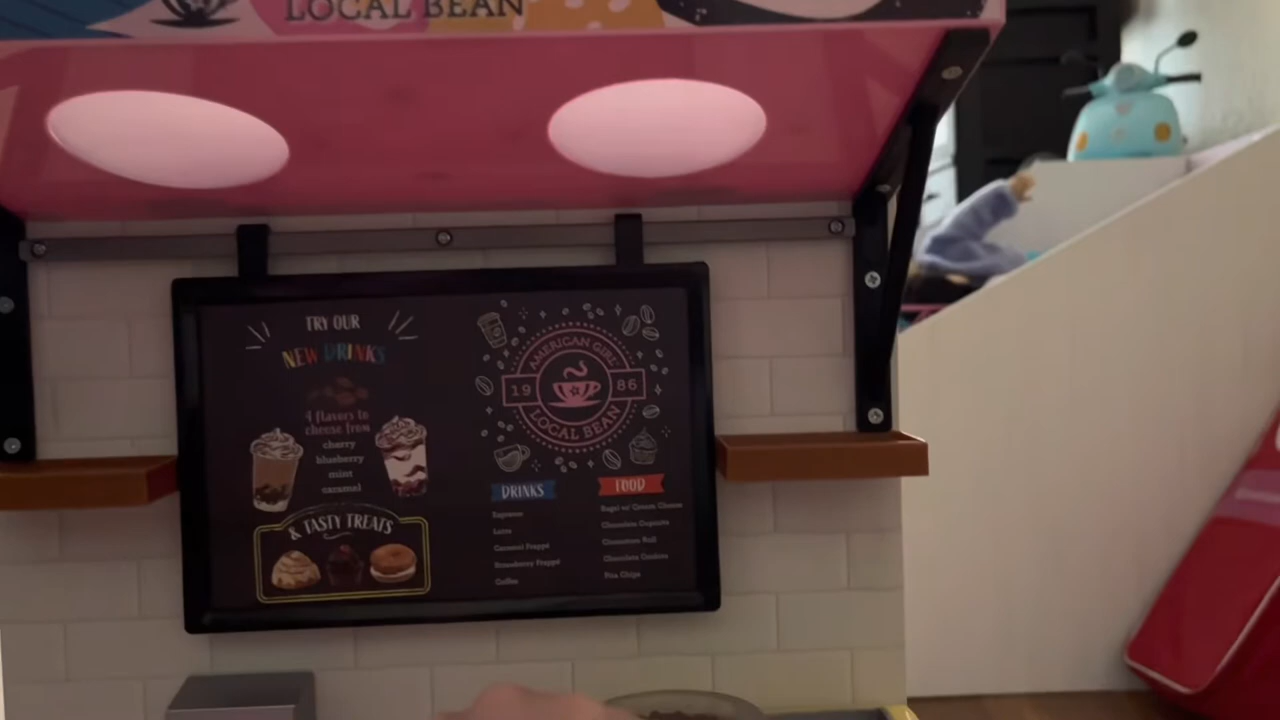 LOCAL BEAN
TRY OUR
NEW DRINKS
4 flavors to
choose from
cherry
blueberry
mint
caramel
& TASTY TREATS
AMERICAN GIRL
19 86
LOCAL BEAN
DRINKS
Espresso
Latte
Caramel Frappé
Strawberry Frappé
Coffee
FOOD
Bagel w/ Cream Cheese
Chocolate Cupcake
Cinnamon Roll
Chocolate Cookies
Pita Chips